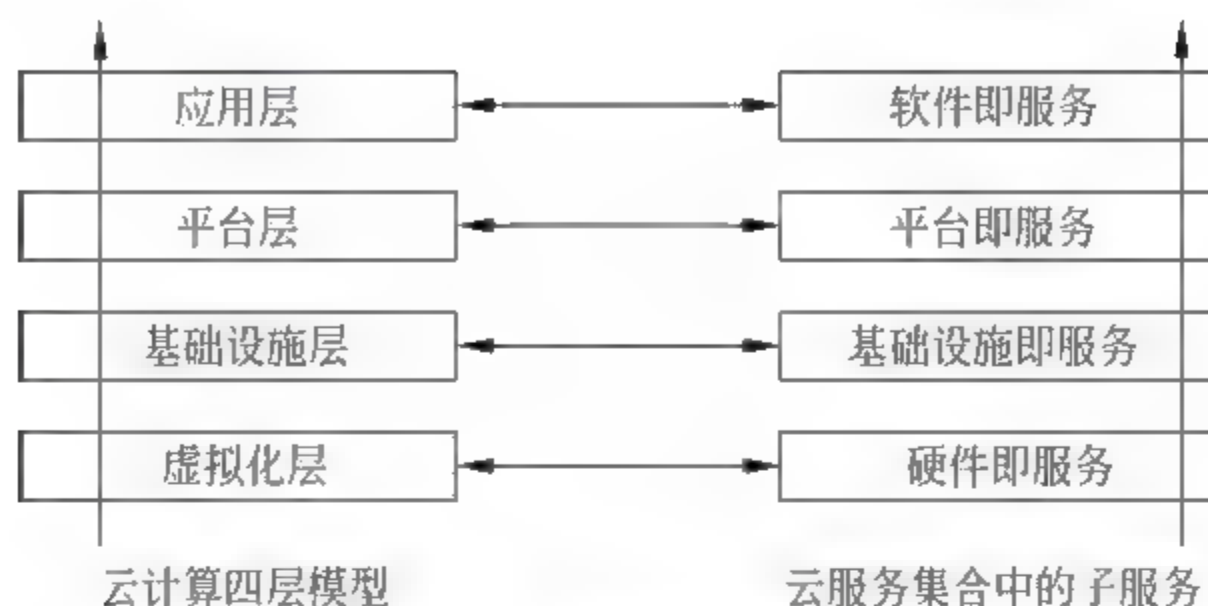 应用层
软件即服务
平台层
平台即服务
基础设施层
基础设施即服务
虚拟化层
硬件即服务
云计算四层模型
云服务集合中的子服务